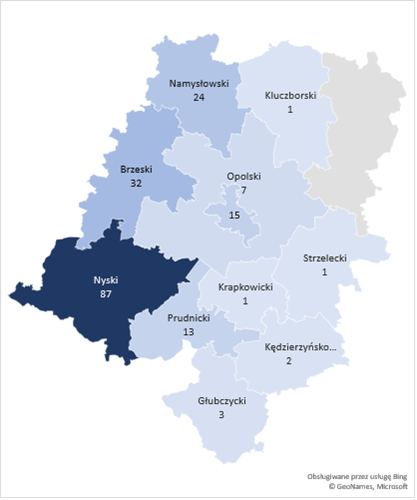 Namysłowski
24
Kluczborski
1
Brzeski
32
Opolski
7
15
Strzelecki
1
Nyski
87
Krapkowicki
1
Prudnicki
13
Kędzierzyńsko...
2
Głubczycki
3
Obsługiwane przez usługę Bing
© GeoNames, Microsoft